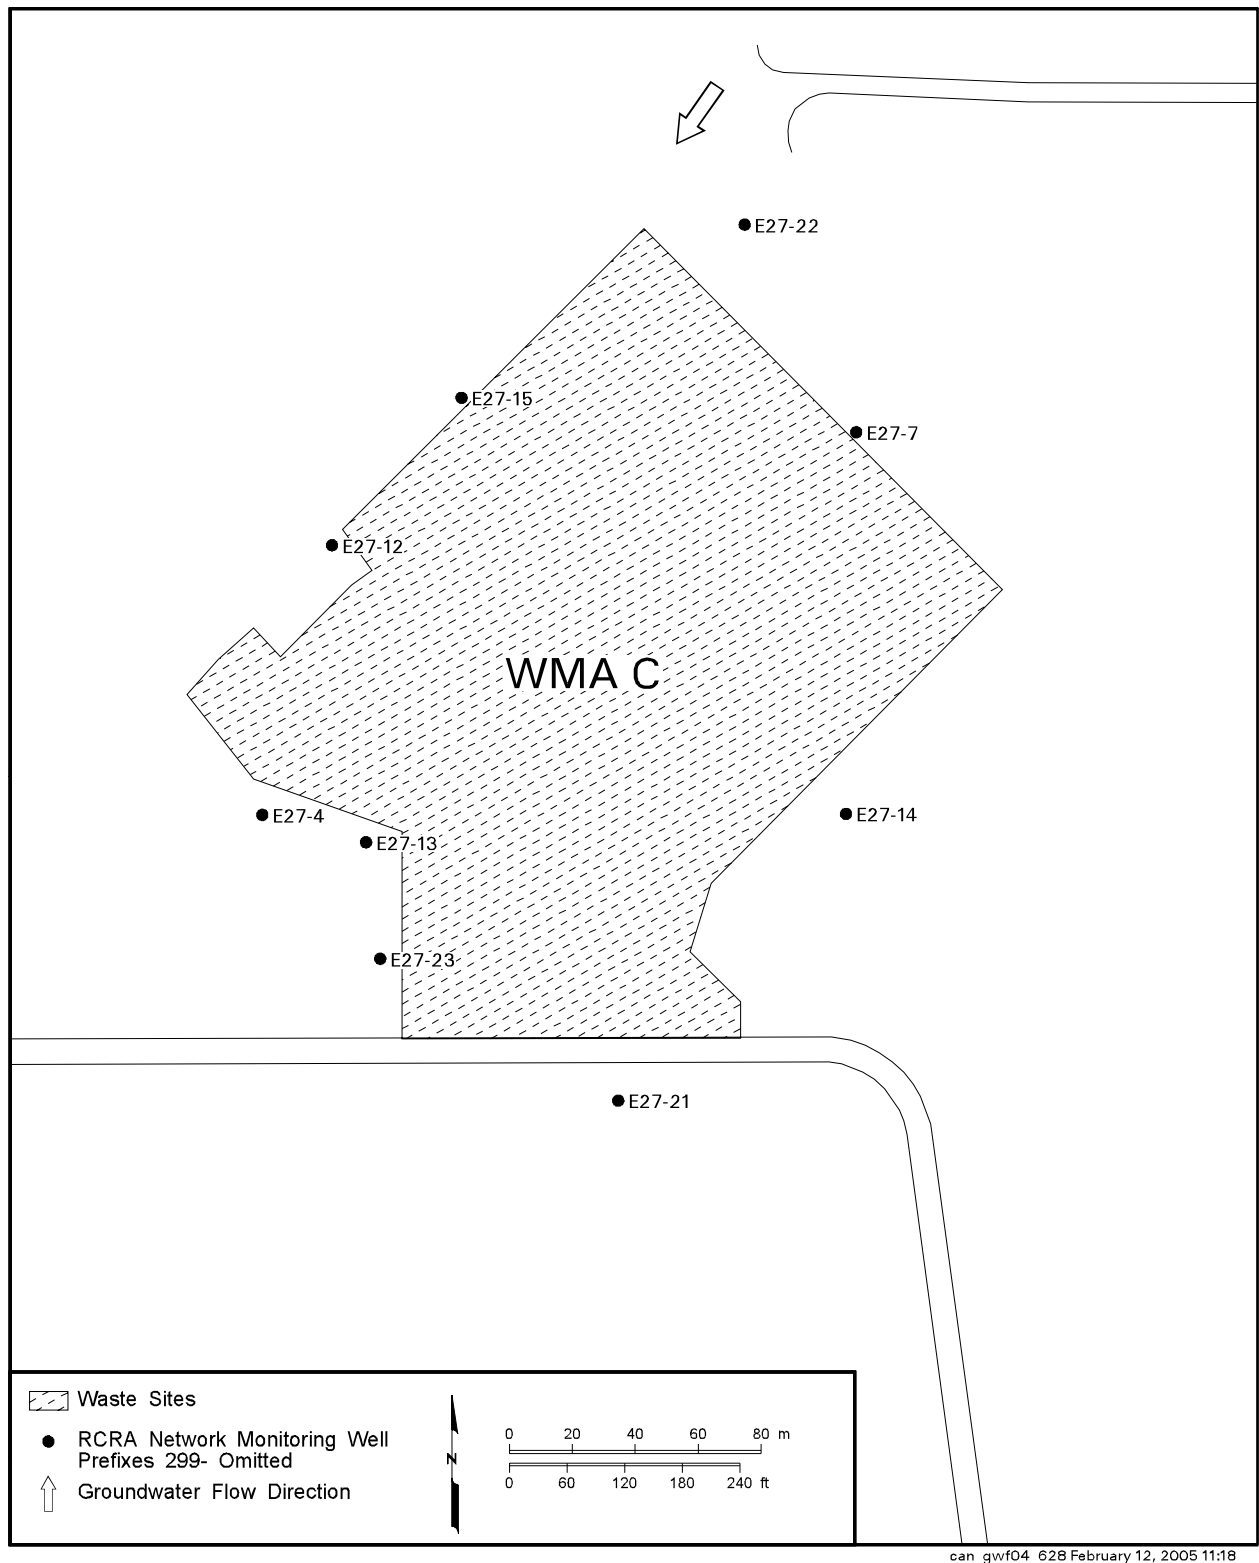 E27-22
E27-15
E27-7
E27-12
WMA C
E27-4
E27-14
E27-13
E27-23
E27-21
Waste Sites
RCRA Network Monitoring Well
Prefixes 299- Omitted
Groundwater Flow Direction
N
0 20 40 60 80 m
0 60 120 180 240 ft
can_gwf04_628 February 12, 2005 11:18